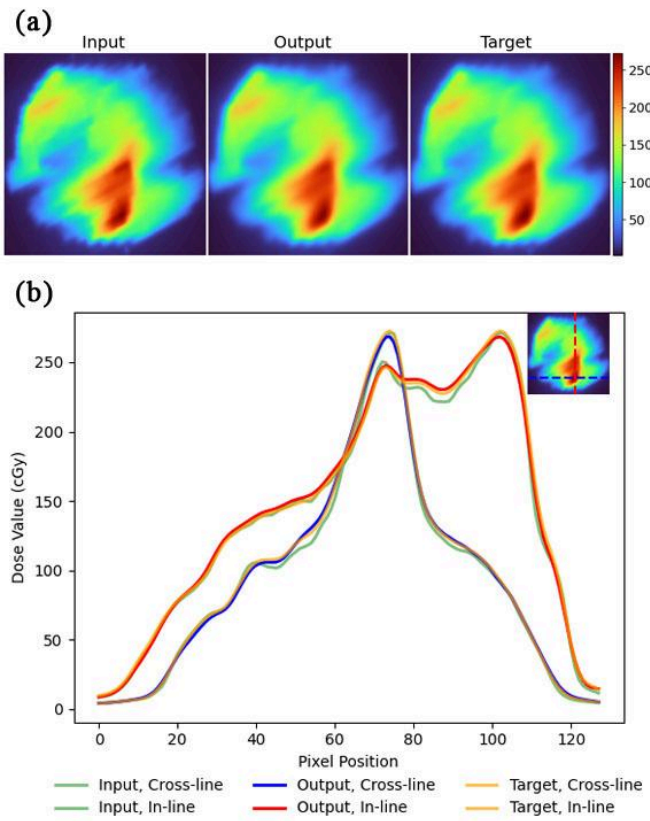 (a)
Input Output Target
250
200
150
100
50
(b)
250
200
150
100
50
0
Dose Value (cGy)
0 20 40 60 80 100 120
Pixel Position
Input, Cross-line Output, Cross-line Target, Cross-line
Input, In-line Output, In-line Target, In-line